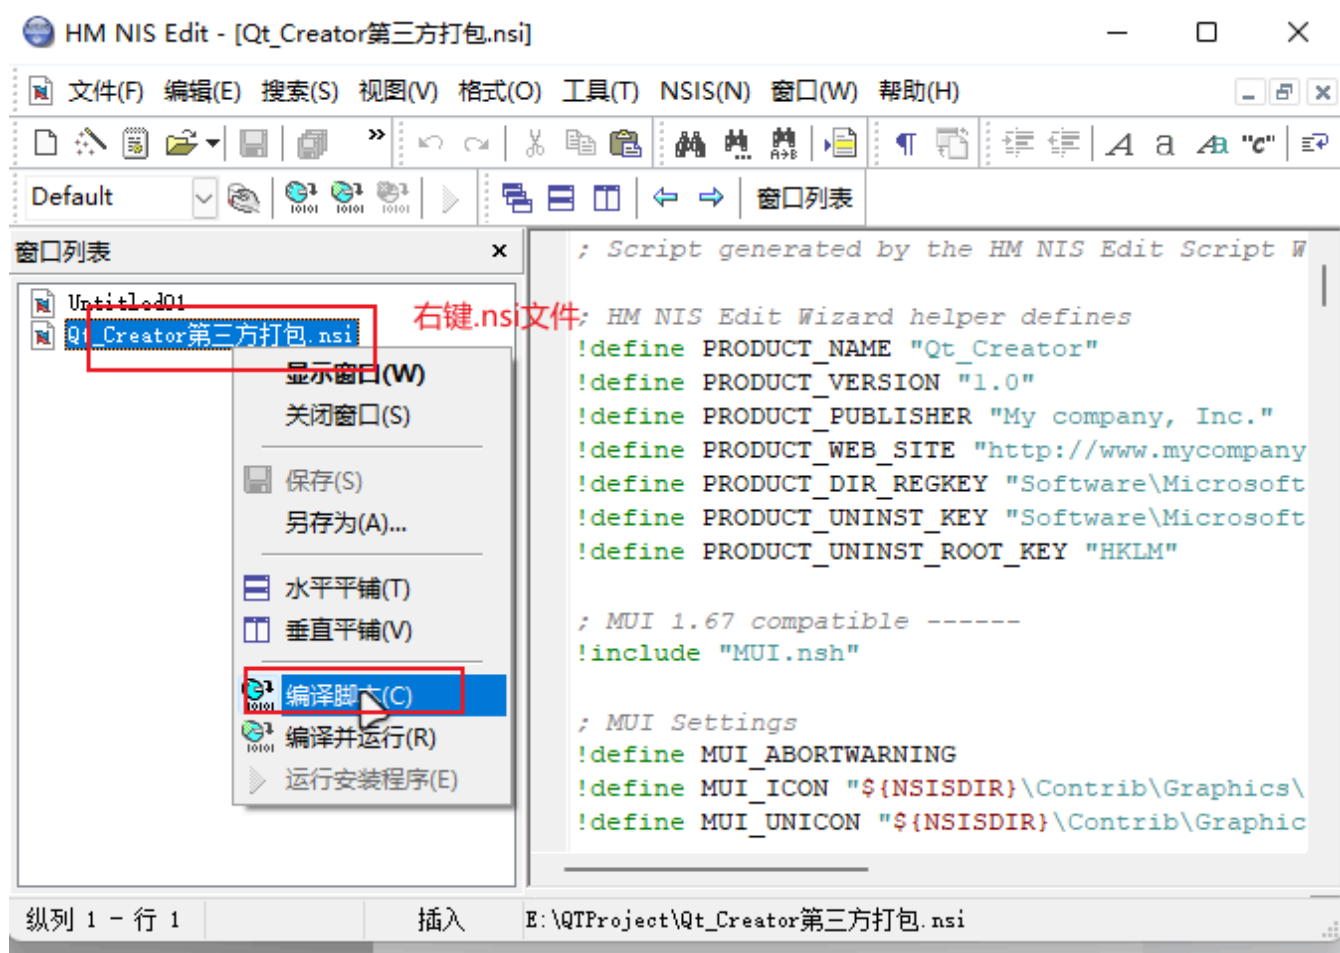 HM NIS Edit - [Qt_Creator第三方打包.nsi]
文件(F) 编辑(E) 搜索(S) 视图(V) 格式(O) 工具(T) NSIS(N) 窗口(W) 帮助(H)
A a Aa "c"
Default 窗口列表
窗口列表
Untitled01
Qt_Creator第三方打包.nsi
右键.nsi文件
显示窗口(W)
关闭窗口(S)
保存(S)
另存为(A)...
水平平铺(T)
垂直平铺(V)
编译脚本(C)
编译并运行(R)
运行安装程序(E)
; Script generated by the HM NIS Edit Script W
; HM NIS Edit Wizard helper defines
!define PRODUCT_NAME "Qt_Creator"
!define PRODUCT_VERSION "1.0"
!define PRODUCT_PUBLISHER "My company, Inc."
!define PRODUCT_WEB_SITE "http://www.mycompany
!define PRODUCT_DIR_REGKEY "Software\Microsoft
!define PRODUCT_UNINST_KEY "Software\Microsoft
!define PRODUCT_UNINST_ROOT_KEY "HKLM"
; MUI 1.67 compatible ------
!include "MUI.nsh"
; MUI Settings
!define MUI_ABORTWARNING
!define MUI_ICON "${NSISDIR}\Contrib\Graphics\
!define MUI_UNICON "${NSISDIR}\Contrib\Graphic
纵列 1 - 行 1 插入 E:\QTProject\Qt_Creator第三方打包.nsi